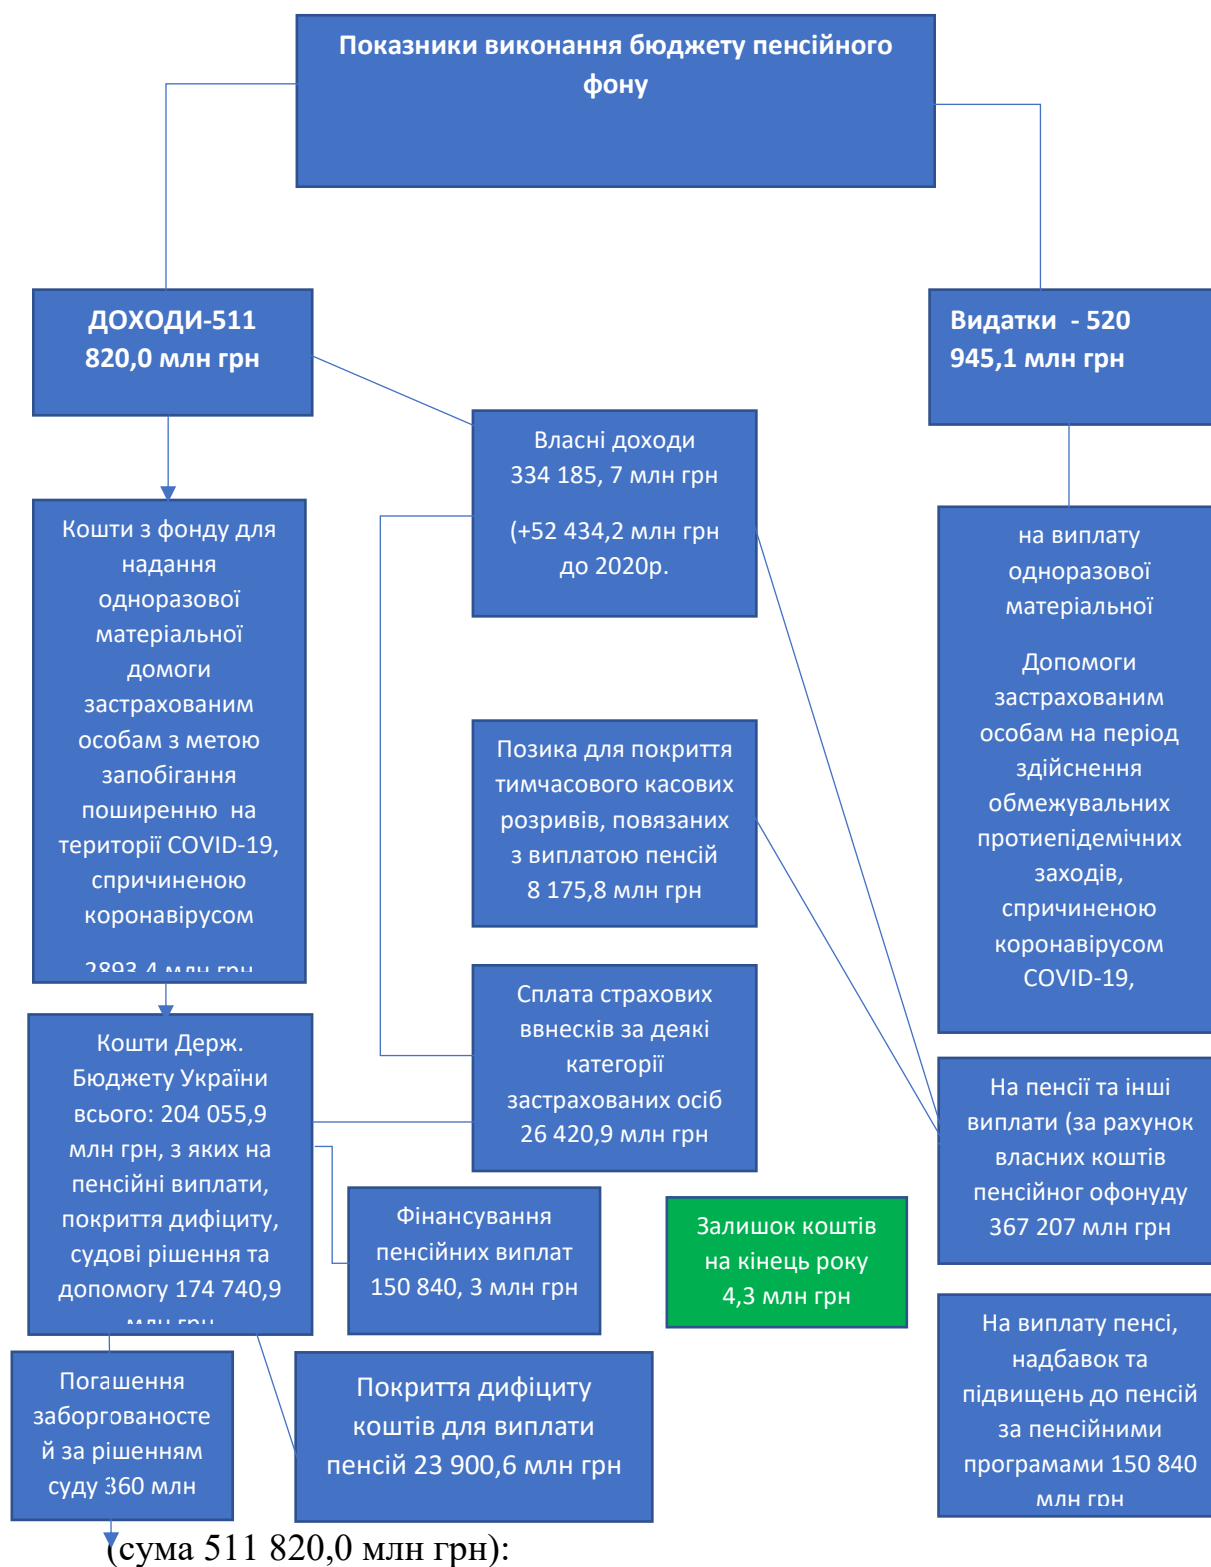 Показники виконання бюджету пенсійного
фону
ДОХОДИ-511
820,0 млн грн
Видатки - 520
945,1 млн грн
Власні доходи
334 185, 7 млн грн
(+52 434,2 млн грн
до 2020р.
Кошти з фонду для
надання
одноразової
матеріальної
домоги
застрахованим
особам з метою
запобігання
поширенню на
території COVID-19,
спричиненою
коронавірусом
2893,4 млн грн
на виплату
одноразової
матеріальної
Допомоги
застрахованим
особам на період
здійснення
обмежувальних
протиепідемічних
заходів,
спричиненою
коронавірусом
COVID-19,
Позика для покриття
тимчасового касових
розривів, повязаних
з виплатою пенсій
8 175,8 млн грн
Сплата страхових
ввнесків за деякі
категорії
застрахованих осіб
26 420,9 млн грн
Кошти Держ.
Бюджету України
всього: 204 055,9
млн грн, з яких на
пенсійні виплати,
покриття дифіциту,
судові рішення та
допомогу 174 740,9
млн грн
На пенсії та інші
виплати (за рахунок
власних коштів
пенсійног офонуду
367 207 млн грн
Фінансування
пенсійних виплат
150 840, 3 млн грн
Залишок коштів
на кінець року
4,3 млн грн
На виплату пенсі,
надбавок та
підвищень до пенсій
за пенсійними
програмами 150 840
млн грн
Погашення
заборгованосте
й за рішенням
суду 360 млн
Покриття дифіциту
коштів для виплати
пенсій 23 900,6 млн грн
(сума 511 820,0 млн грн):